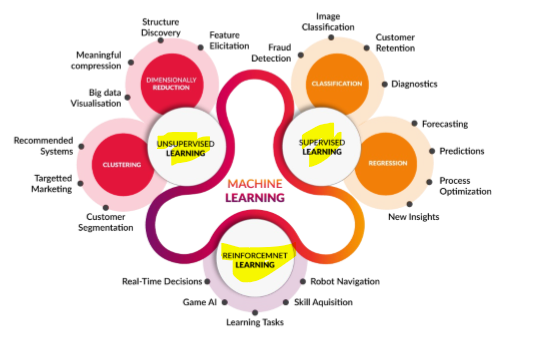 Structure
Discovery
Feature
Elicitation
Meaningful
compression
DIMENSIONALLY
REDUCTION
Big data
Visualisation
UNSUPERVISED
LEARNING
Recommended
Systems
CLUSTERING
Targetted
Marketing
Customer
Segmentation
Image
Classification
Fraud
Detection
Customer
Retention
CLASSIFICATION
Diagnostics
SUPERVISED
LEARNING
Forecasting
REGRESSION
Predictions
Process
Optimization
New Insights
MACHINE
LEARNING
REINFORCEMNET
LEARNING
Real-Time Decisions
Robot Navigation
Game AI
Skill Aquisition
Learning Tasks